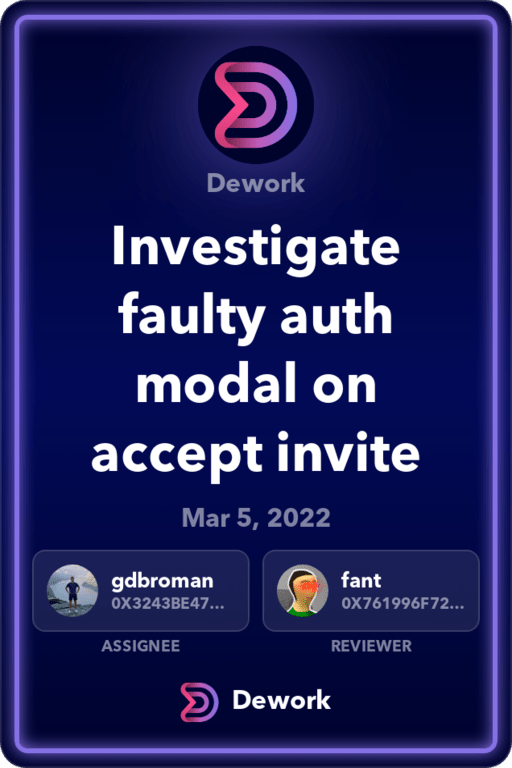 Dework
Investigate
faulty auth
modal on
accept invite
Mar 5, 2022
gdbroman
0X3243BE47...
fant
0X761996F72...
ASSIGNEE
REVIEWER
Dework